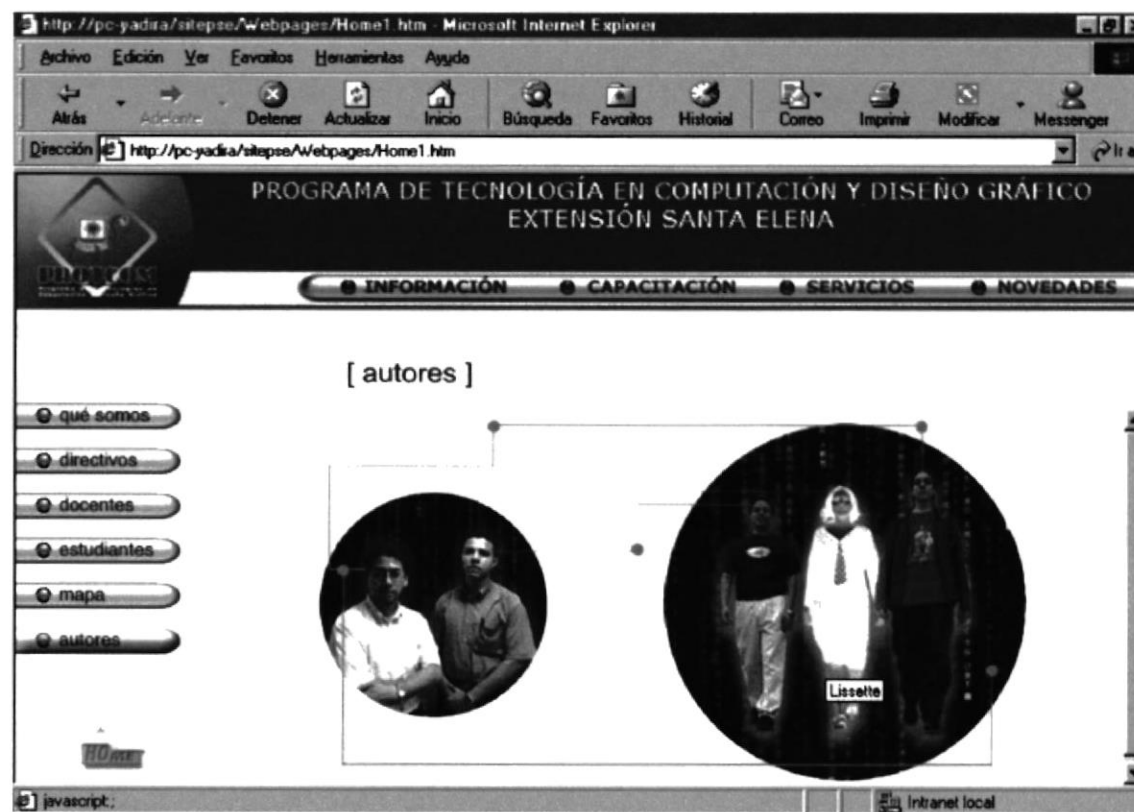 http://pc-yadira/sitepse/Webpages/Home1.htm - Microsoft Internet Explorer
Archivo Edición Ver Favoritos Herramientas Ayuda
Atrás Adelante Detener Actualizar Inicio Búsqueda Favoritos Historial Correo Imprimir Modificar Messenger
Dirección http://pc-yadira/sitepse/Webpages/Home1.htm Ir a
PROGRAMA DE TECNOLOGÍA EN COMPUTACIÓN Y DISEÑO GRÁFICO
EXTENSIÓN SANTA ELENA
PROTCOM
INFORMACIÓN CAPACITACIÓN SERVICIOS NOVEDADES
[ autores ]
qué somos
directivos
docentes
estudiantes
mapa
autores
Lissette
HOME
javascript:; Intranet local